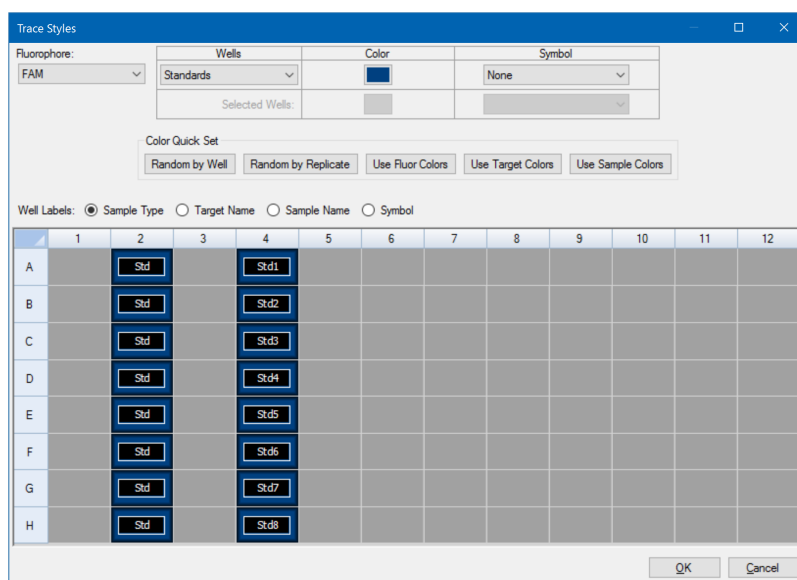 Trace Styles
Fluorophore: Wells Color Symbol
FAM Standards None
Selected Wells:
Color Quick Set
Random by Well Random by Replicate Use Fluor Colors Use Target Colors Use Sample Colors
Well Labels: Sample Type Target Name Sample Name Symbol
1 2 3 4 5 6 7 8 9 10 11 12
A Std Std1
B Std Std2
C Std Std3
D Std Std4
E Std Std5
F Std Std6
G Std Std7
H Std Std8
OK Cancel